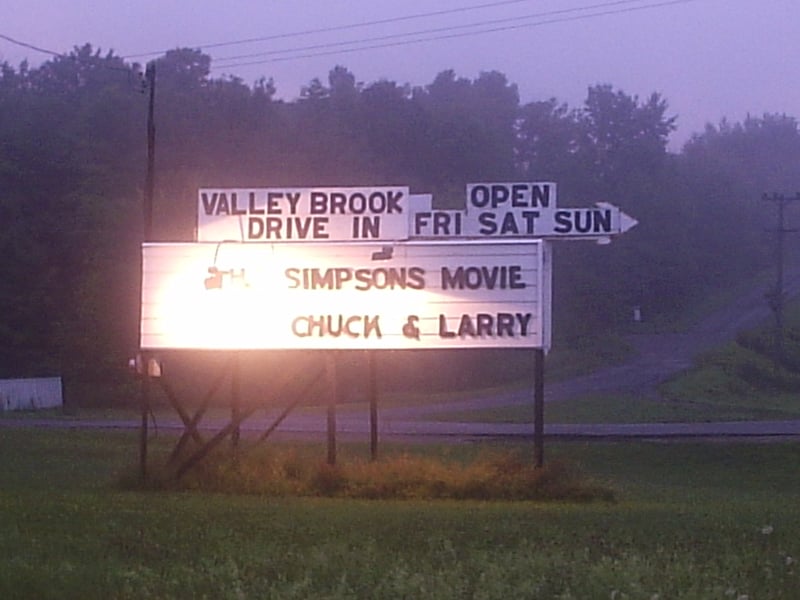 VALLEY BROOK
DRIVE IN
OPEN
FRI SAT SUN
SIMPSONS MOVIE
CHUCK & LARRY